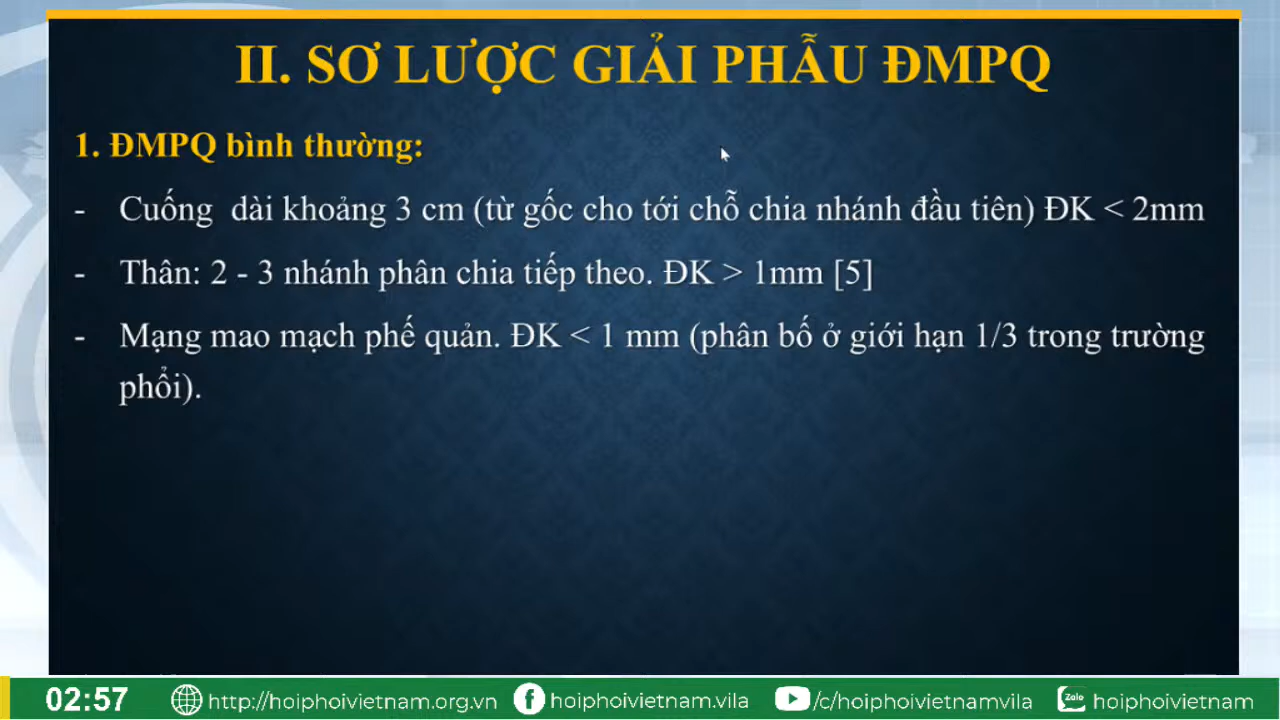 II. SƠ LƯỢC GIẢI PHẪU ĐMPQ
1. ĐMPQ bình thường:
- Cuống dài khoảng 3 cm (từ gốc cho tới chỗ chia nhánh đầu tiên) ĐK < 2mm
- Thân: 2 - 3 nhánh phân chia tiếp theo. ĐK > 1mm [5]
- Mạng mao mạch phế quản. ĐK < 1 mm (phân bố ở giới hạn 1/3 trong trường
phổi).
02:57 http://hoiphoivietnam.org.vn hoiphoivietnam.vila /c/hoiphoivietnamvila Zalo hoiphoivietnam